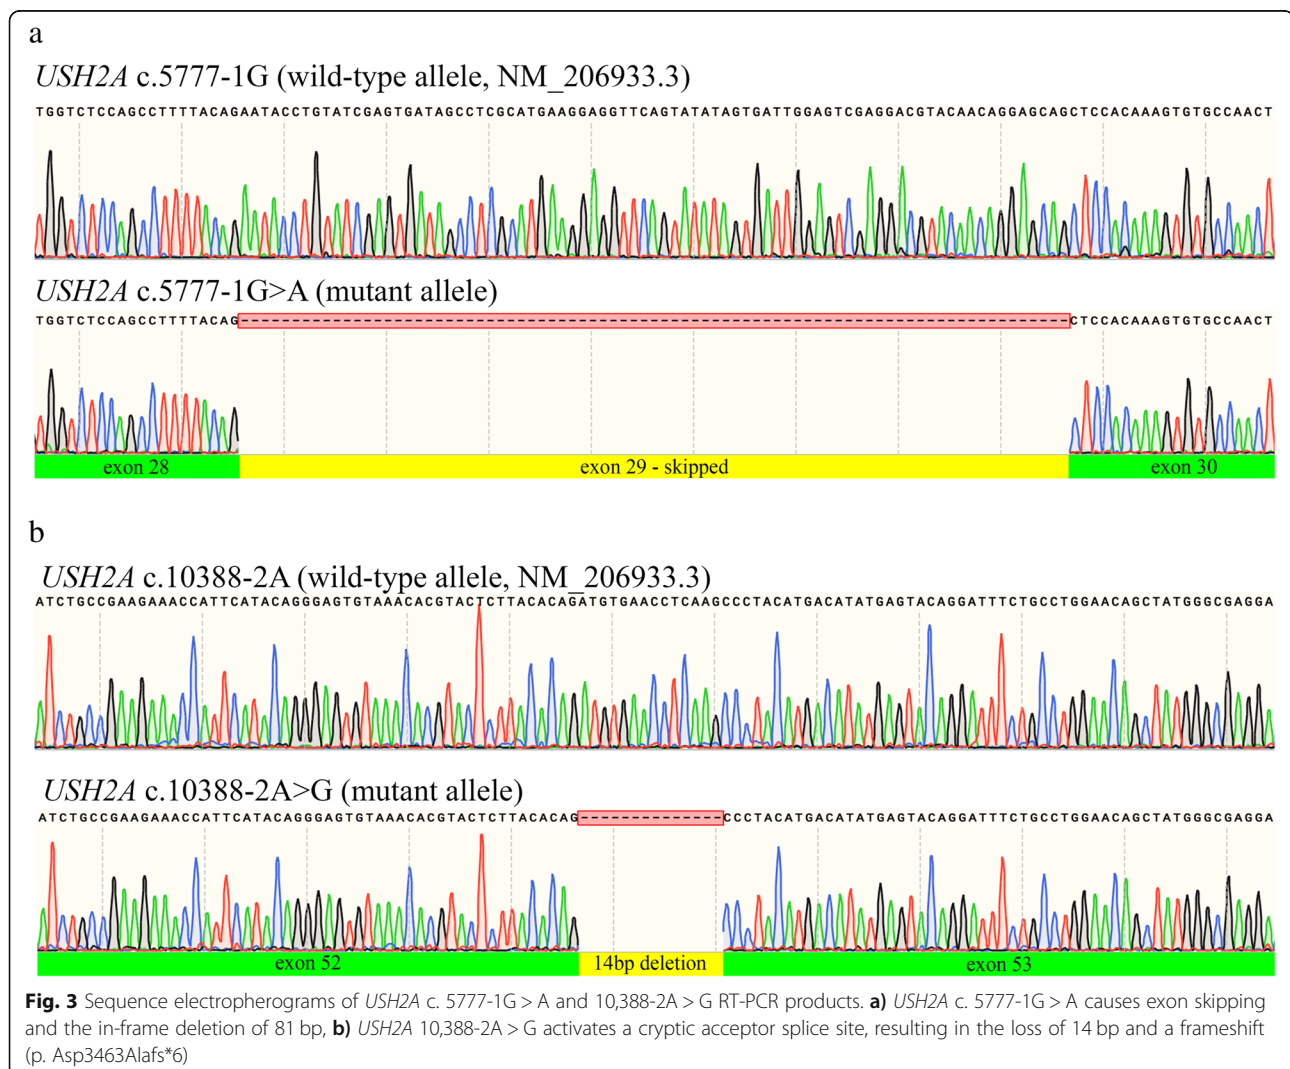 a
USH2A c.5777-1G (wild-type allele, NM_206933.3)
TGGTCTCCAGCCTTTTACAGAATACCTGTATCGAGTGATAGCCTCGCATGAAGGAGGTTCAGTATATAGTGATTGGAGTCGAGGACGTACAACAGGAGCAGCTCCACAAAGTGTGCCAACT
USH2A c.5777-1G>A (mutant allele)
TGGTCTCCAGCCTTTTACAG---------------------------------------------------------------------------------CTCCACAAAGTGTGCCAACT
exon 28 exon 29 - skipped exon 30
b
USH2A c.10388-2A (wild-type allele, NM_206933.3)
ATCTGCCGAAGAAACCATTCATACAGGGAGTGTAAACACGTACTCTTACACAGATGTGAACCTCAAGCCCTACATGACATATGAGTACAGGATTTCTGCCTGGAACAGCTATGGGCGAGGA
USH2A c.10388-2A>G (mutant allele)
ATCTGCCGAAGAAACCATTCATACAGGGAGTGTAAACACGTACTCTTACACAG--------------CCCTACATGACATATGAGTACAGGATTTCTGCCTGGAACAGCTATGGGCGAGGA
exon 52 14bp deletion exon 53
Fig. 3 Sequence electropherograms of USH2A c. 5777-1G > A and 10,388-2A > G RT-PCR products. a) USH2A c. 5777-1G > A causes exon skipping
and the in-frame deletion of 81 bp, b) USH2A 10,388-2A > G activates a cryptic acceptor splice site, resulting in the loss of 14 bp and a frameshift
(p. Asp3463Alafs*6)